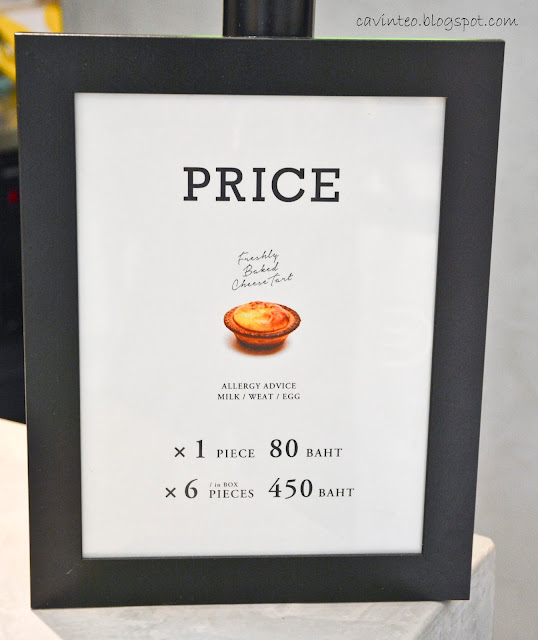 cavinteo.blogspot.com
PRICE
Freshly
Baked
Cheese Tart
ALLERGY ADVICE
MILK / WEAT / EGG
× 1 PIECE 80 BAHT
× 6 / in BOX PIECES 450 BAHT